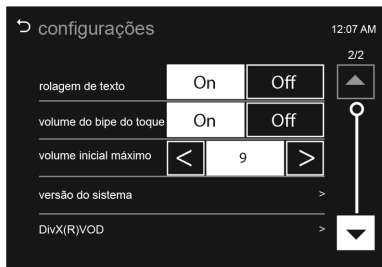 configurações
12:07 AM
2/2
rolagem de texto On Off
volume do bipe do toque On Off
volume inicial máximo < 9 >
versão do sistema >
DivX(R)VOD >